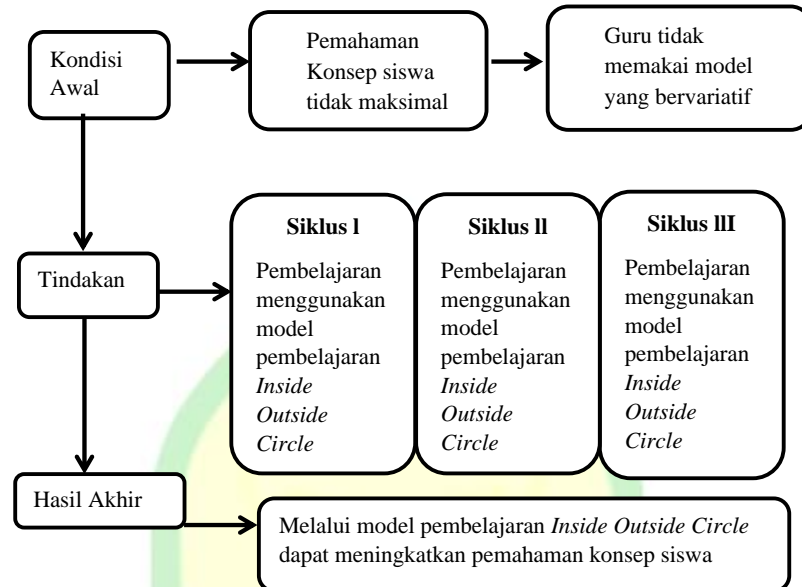 Kondisi
Awal
Pemahaman
Konsep siswa
tidak maksimal
Guru tidak
memakai model
yang bervariatif
Tindakan
Siklus l
Pembelajaran
menggunakan
model
pembelajaran
Inside
Outside
Circle
Siklus ll
Pembelajaran
menggunakan
model
pembelajaran
Inside
Outside
Circle
Siklus llI
Pembelajaran
menggunakan
model
pembelajaran
Inside
Outside
Circle
Hasil Akhir
Melalui model pembelajaran Inside Outside Circle
dapat meningkatkan pemahaman konsep siswa